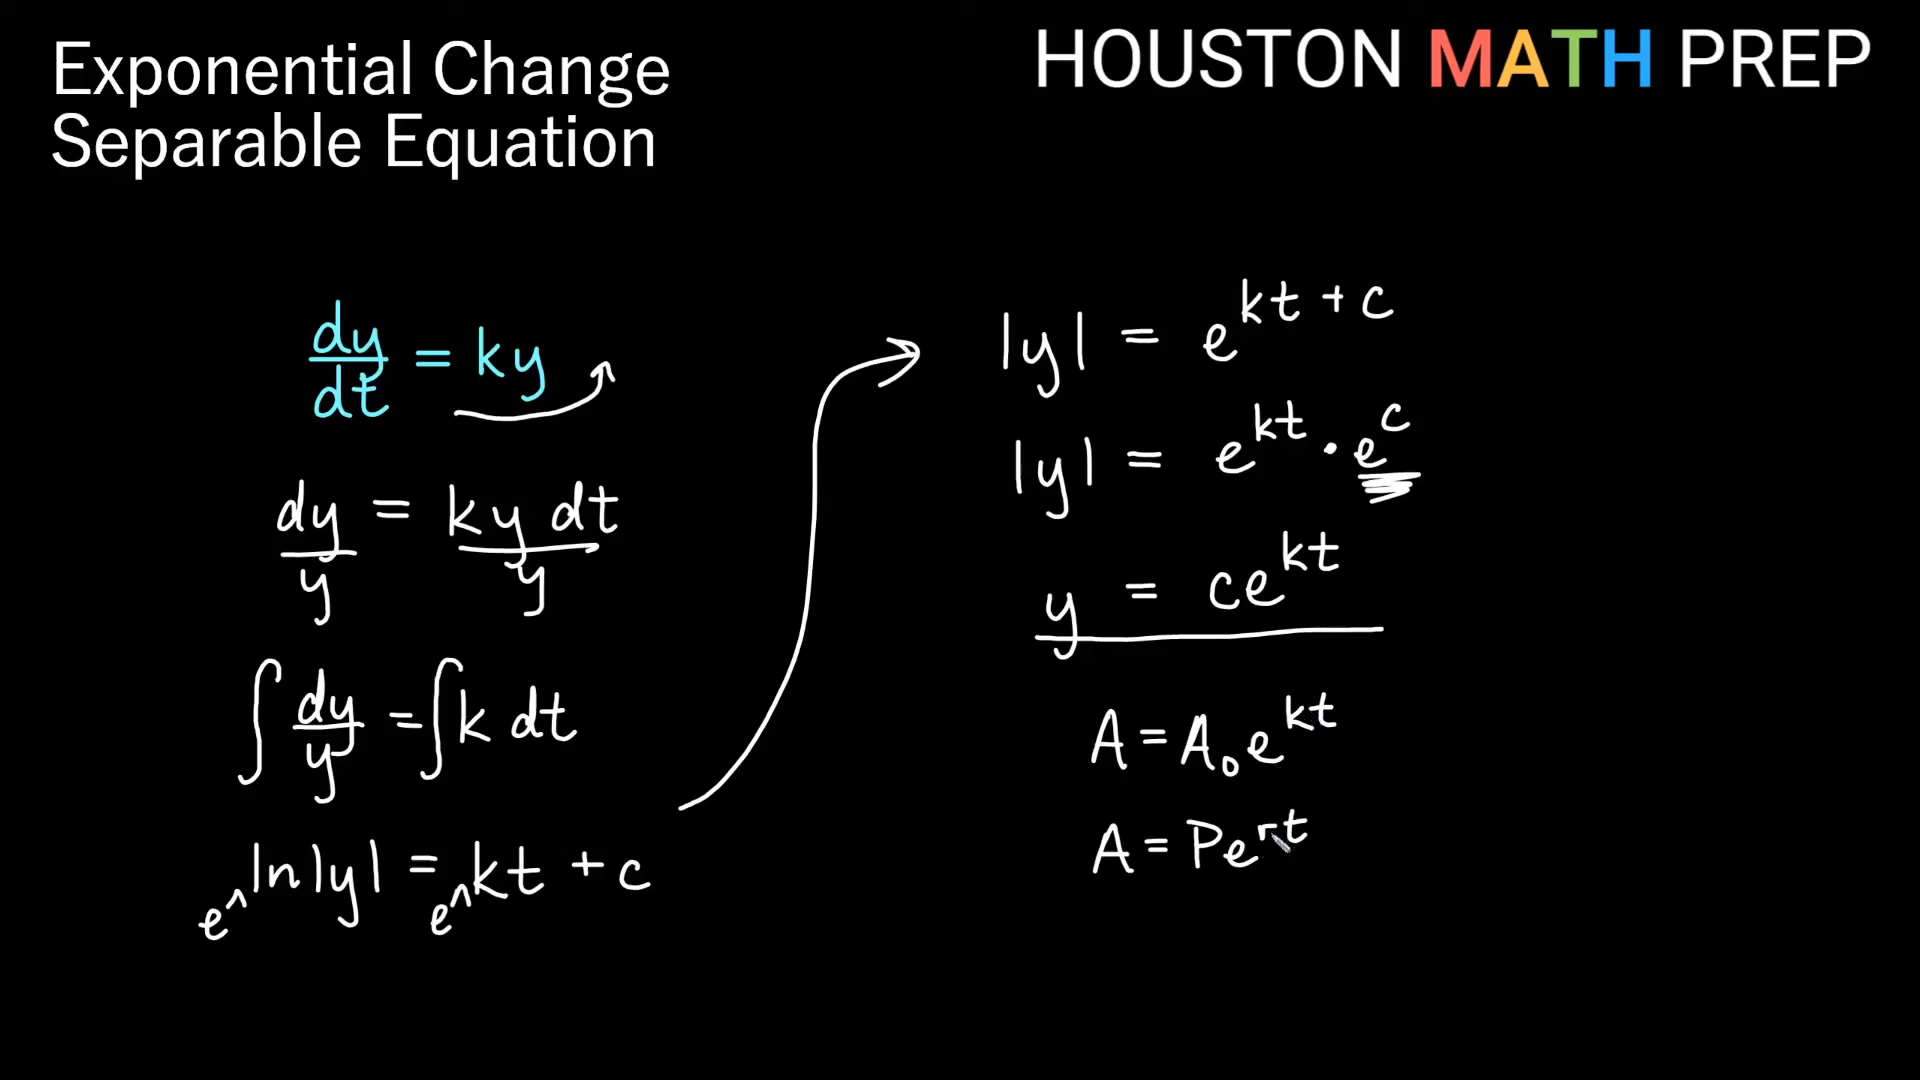 Exponential Change
Separable Equation
HOUSTON MATH PREP
dy/dt = ky
dy/y = ky dt/y
∫ dy/y = ∫ k dt
e^ ln|y| = e^ kt + c
|y| = e^(kt + c)
|y| = e^(kt) · e^c
y = ce^(kt)
A = A₀e^(kt)
A = Pe^(rt)